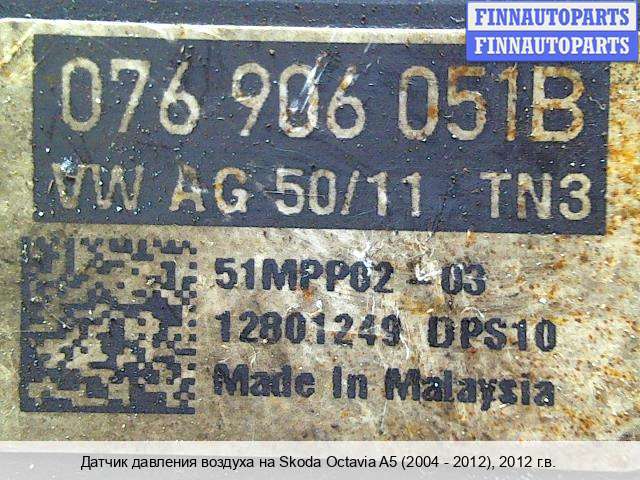 FINNAUTOPARTS
FINNAUTOPARTS
076 906 051B
VW AG 50/11 TN3
51MPP02-03
12801249 DPS10
Made In Malaysia
Датчик давления воздуха на Skoda Octavia A5 (2004 - 2012), 2012 г.в.